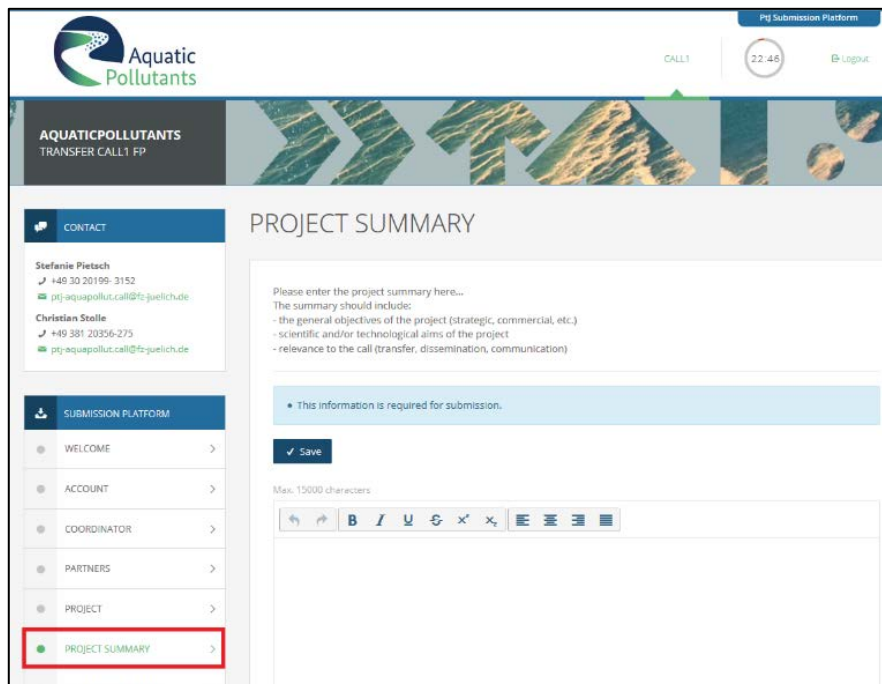 PtJ Submission Platform
Aquatic
Pollutants
CALL1
22:46
Logout
AQUATICPOLLUTANTS
TRANSFER CALL1 FP
CONTACT
Stefanie Pietsch
+49 30 20199- 3152
ptj-aquapollut.call@fz-juelich.de
Christian Stolle
+49 381 20356-275
ptj-aquapollut.call@fz-juelich.de
SUBMISSION PLATFORM
WELCOME
ACCOUNT
COORDINATOR
PARTNERS
PROJECT
PROJECT SUMMARY
PROJECT SUMMARY
Please enter the project summary here...
The summary should include:
- the general objectives of the project (strategic, commercial, etc.)
- scientific and/or technological aims of the project
- relevance to the call (transfer, dissemination, communication)
• This information is required for submission.
Save
Max. 15000 characters
B I U S x² x₂